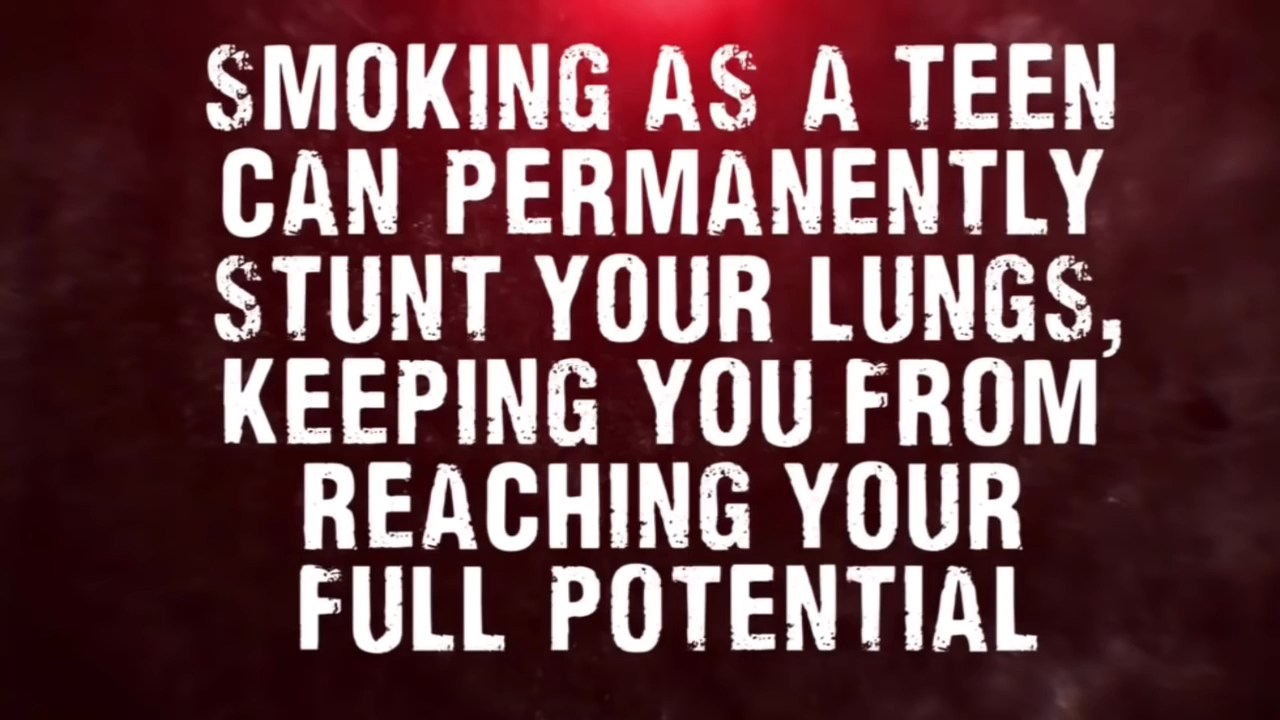 SMOKING AS A TEEN
CAN PERMANENTLY
STUNT YOUR LUNGS,
KEEPING YOU FROM
REACHING YOUR
FULL POTENTIAL